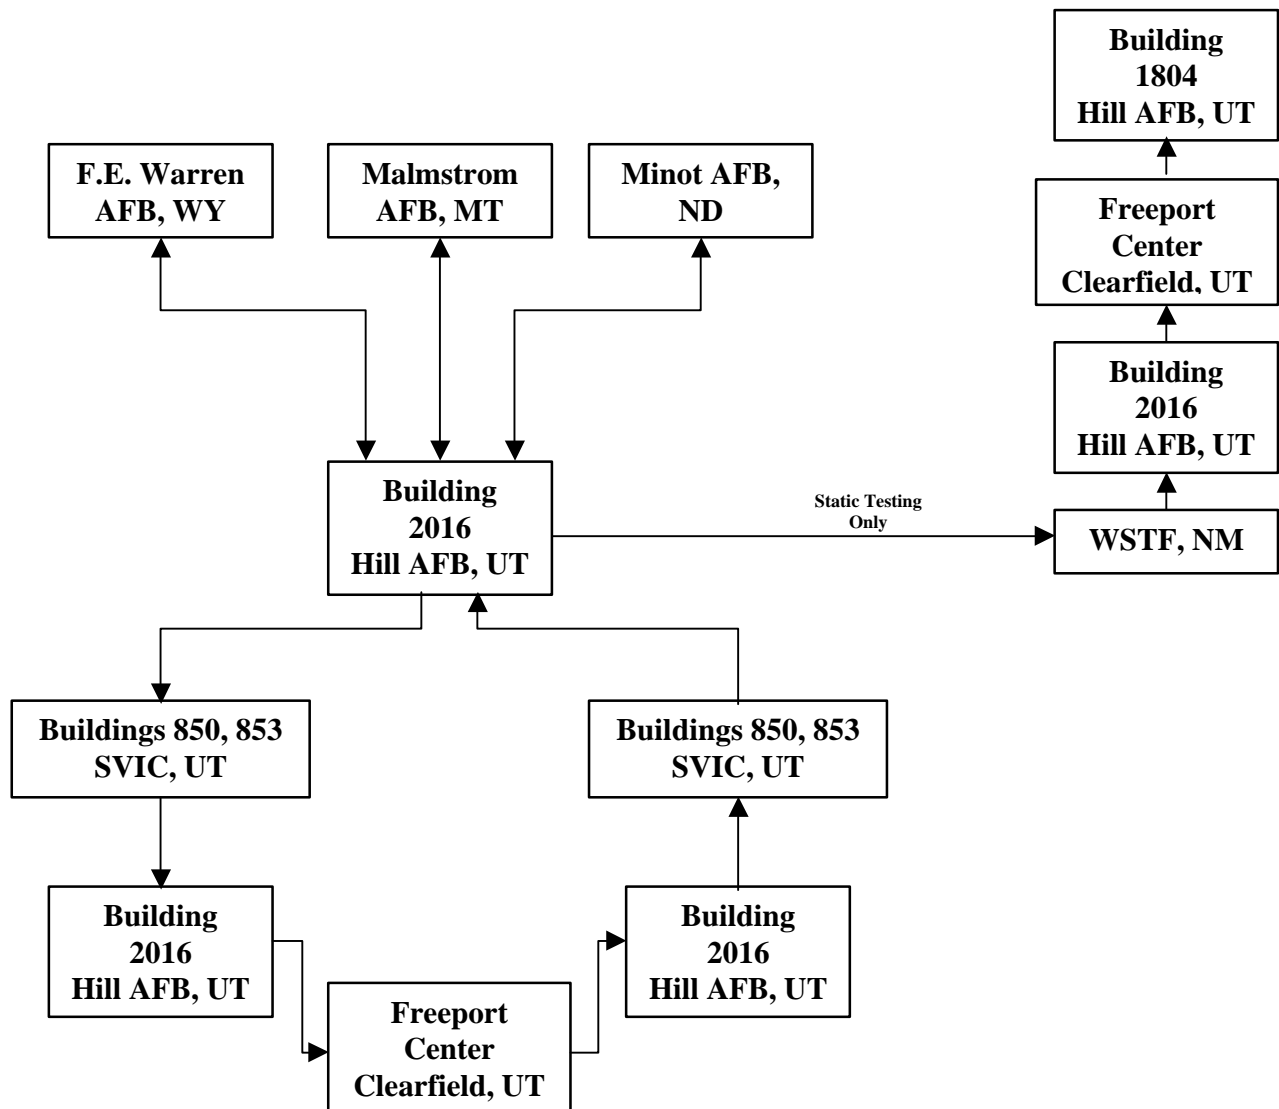 Building
1804
Hill AFB, UT
F.E. Warren
AFB, WY
Malmstrom
AFB, MT
Minot AFB,
ND
Freeport
Center
Clearfield, UT
Building
2016
Hill AFB, UT
Building
2016
Hill AFB, UT
Static Testing
Only
WSTF, NM
Buildings 850, 853
SVIC, UT
Buildings 850, 853
SVIC, UT
Building
2016
Hill AFB, UT
Building
2016
Hill AFB, UT
Freeport
Center
Clearfield, UT